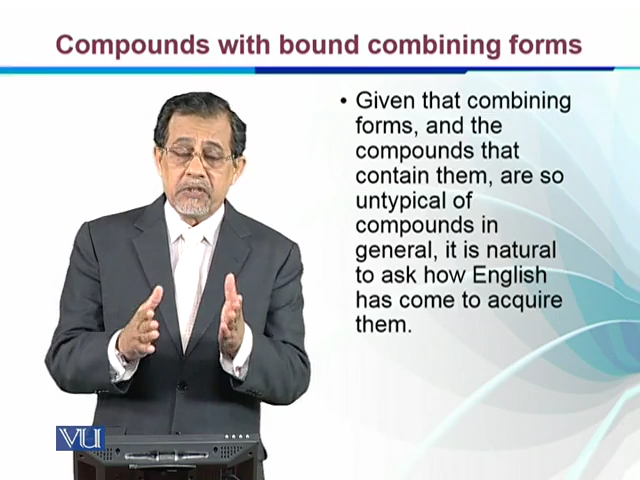 Compounds with bound combining forms
• Given that combining
forms, and the
compounds that
contain them, are so
untypical of
compounds in
general, it is natural
to ask how English
has come to acquire
them.
VU